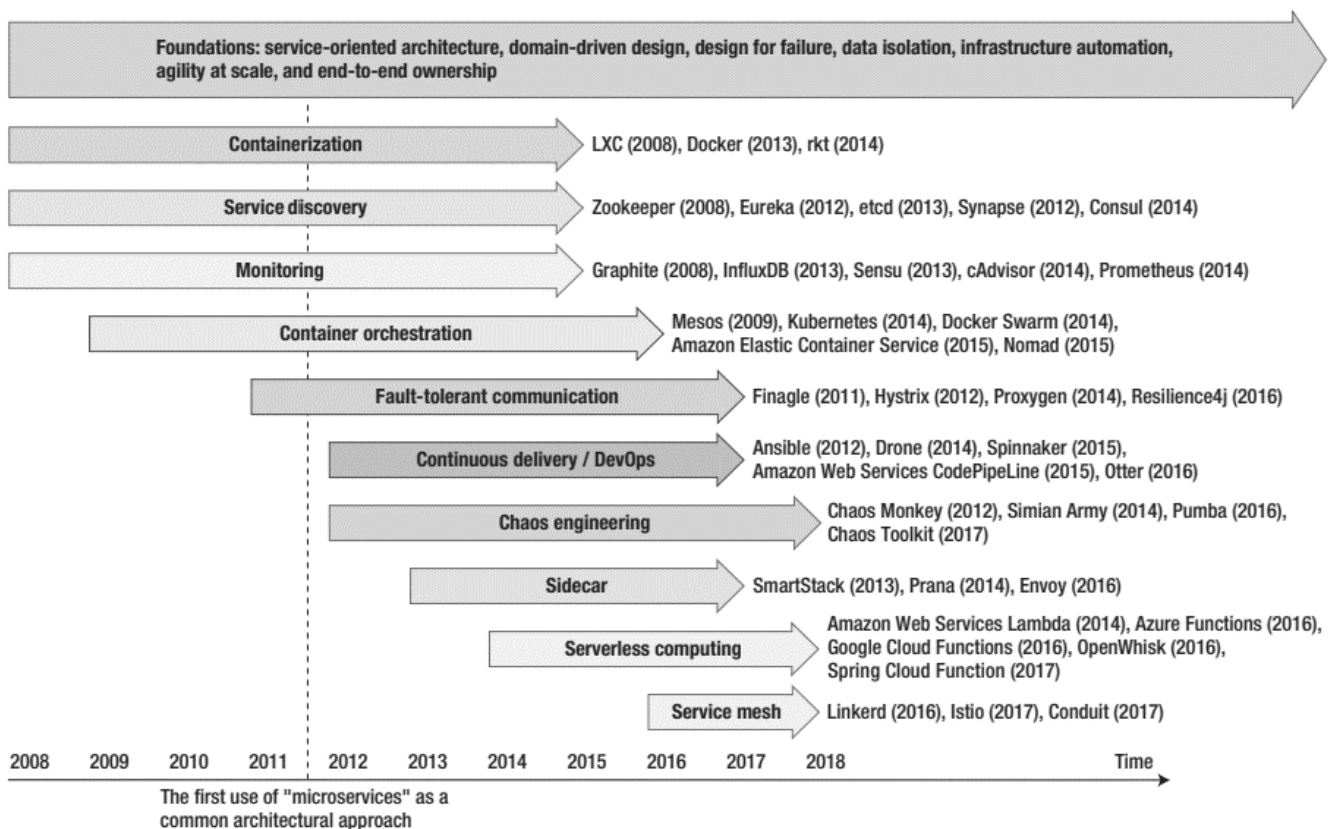 Foundations: service-oriented architecture, domain-driven design, design for failure, data isolation, infrastructure automation,
agility at scale, and end-to-end ownership
Containerization
LXC (2008), Docker (2013), rkt (2014)
Service discovery
Zookeeper (2008), Eureka (2012), etcd (2013), Synapse (2012), Consul (2014)
Monitoring
Graphite (2008), InfluxDB (2013), Sensu (2013), cAdvisor (2014), Prometheus (2014)
Container orchestration
Mesos (2009), Kubernetes (2014), Docker Swarm (2014),
Amazon Elastic Container Service (2015), Nomad (2015)
Fault-tolerant communication
Finagle (2011), Hystrix (2012), Proxygen (2014), Resilience4j (2016)
Continuous delivery / DevOps
Ansible (2012), Drone (2014), Spinnaker (2015),
Amazon Web Services CodePipeLine (2015), Otter (2016)
Chaos engineering
Chaos Monkey (2012), Simian Army (2014), Pumba (2016),
Chaos Toolkit (2017)
Sidecar
SmartStack (2013), Prana (2014), Envoy (2016)
Serverless computing
Amazon Web Services Lambda (2014), Azure Functions (2016),
Google Cloud Functions (2016), OpenWhisk (2016),
Spring Cloud Function (2017)
Service mesh
Linkerd (2016), Istio (2017), Conduit (2017)
2008 2009 2010 2011 2012 2013 2014 2015 2016 2017 2018 Time
The first use of "microservices" as a
common architectural approach